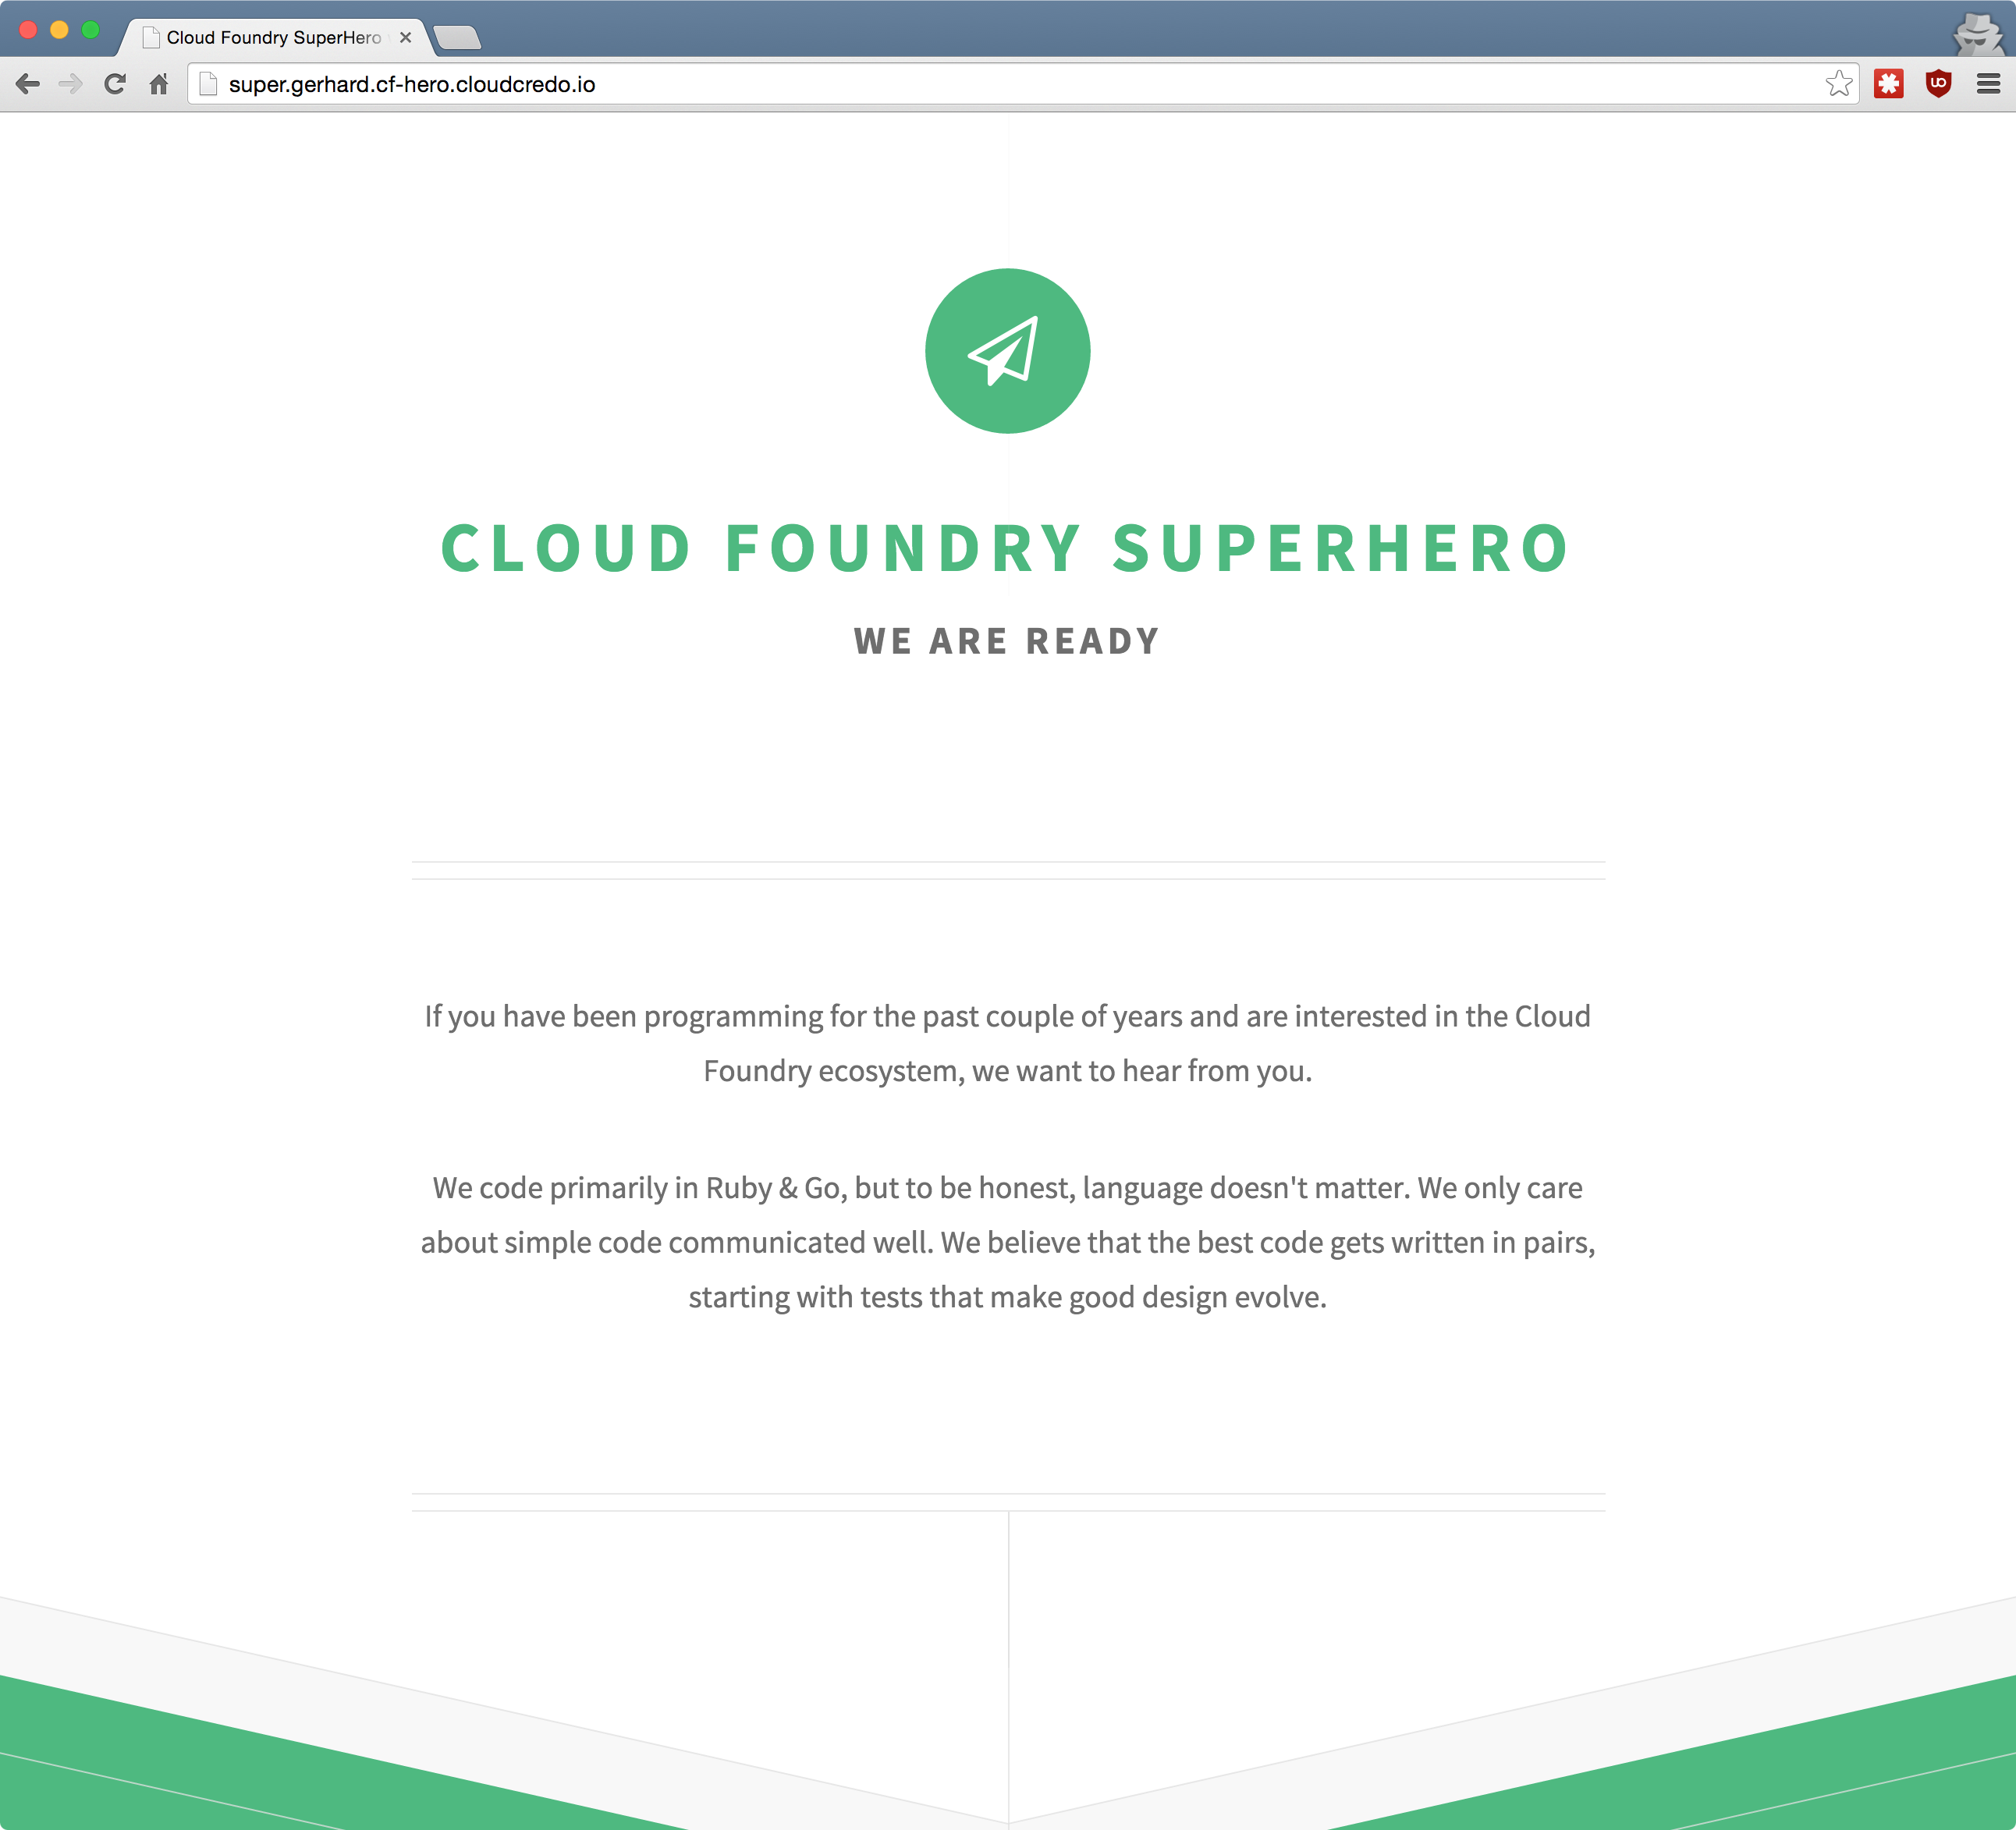 Cloud Foundry SuperHero
super.gerhard.cf-hero.cloudcredo.io
CLOUD FOUNDRY SUPERHERO
WE ARE READY
If you have been programming for the past couple of years and are interested in the Cloud
Foundry ecosystem, we want to hear from you.
We code primarily in Ruby & Go, but to be honest, language doesn't matter. We only care
about simple code communicated well. We believe that the best code gets written in pairs,
starting with tests that make good design evolve.